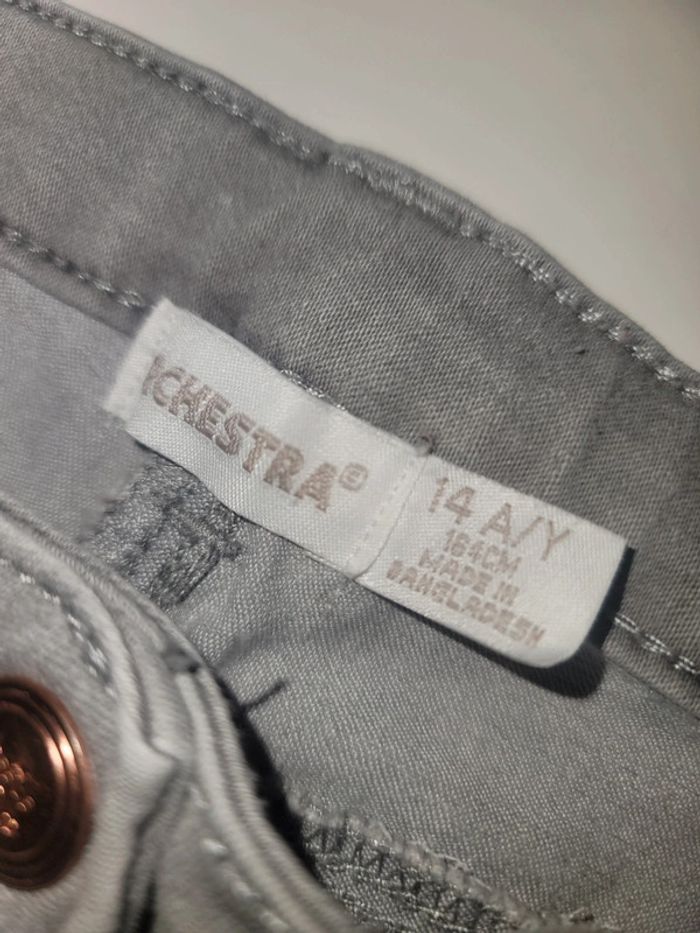 CHESTRA®
14 A/Y
164CM
MADE IN
BANGLADESH